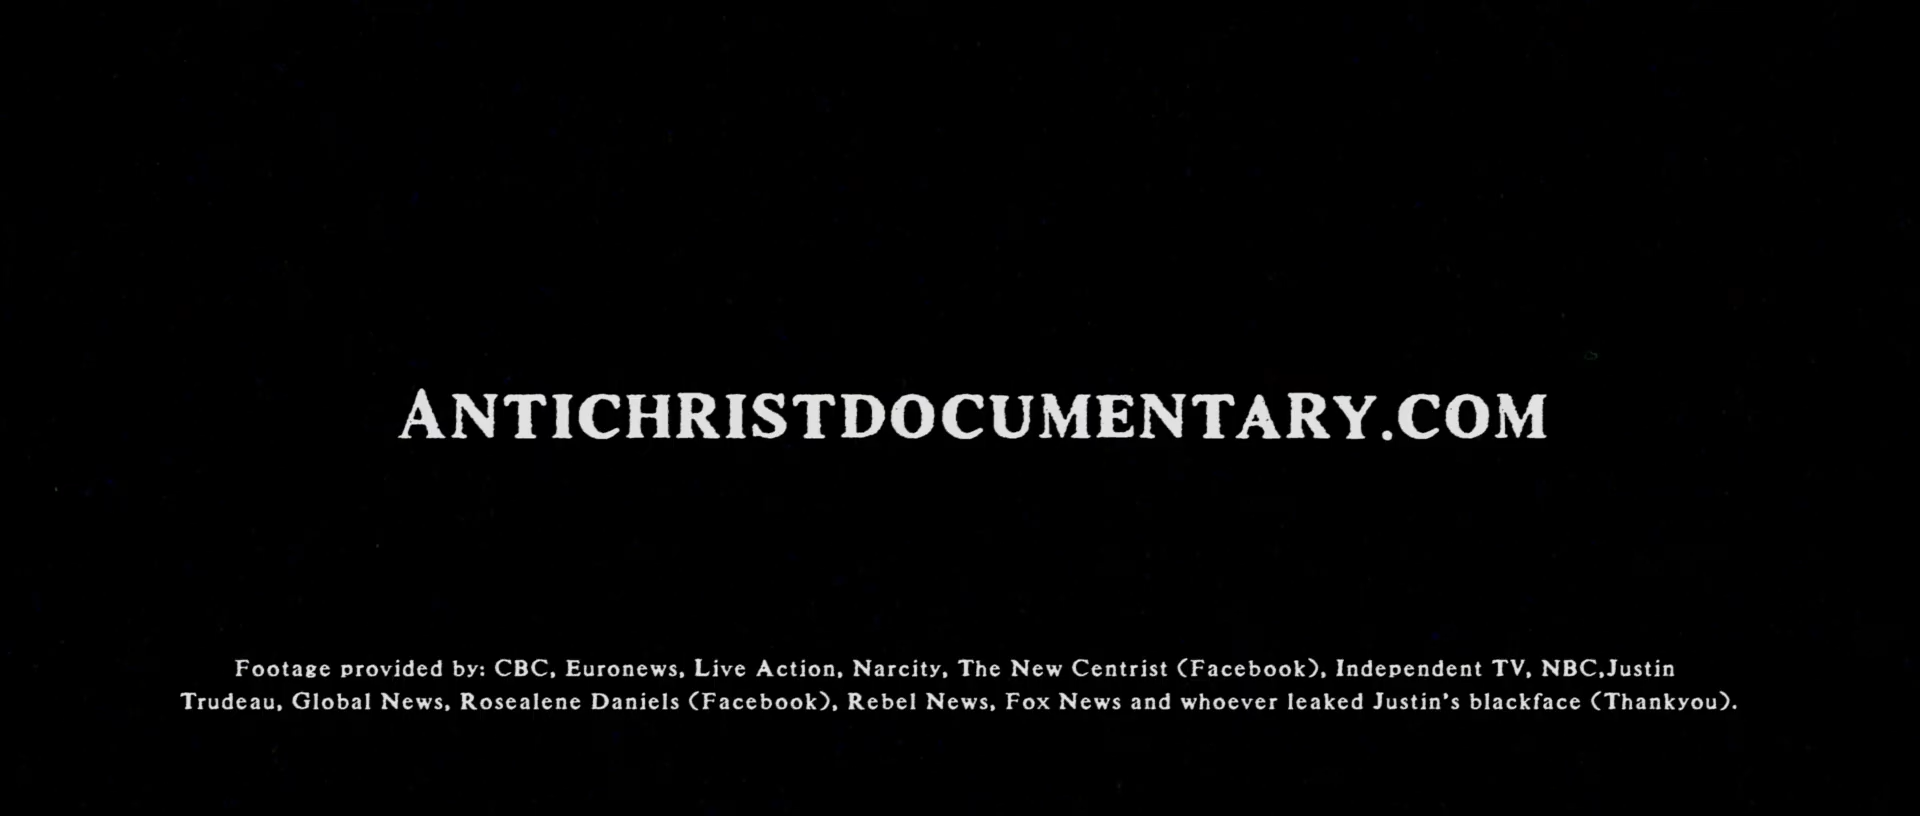 ANTICHRISTDOCUMENTARY.COM
Footage provided by: CBC, Euronews, Live Action, Narcity, The New Centrist (Facebook), Independent TV, NBC,Justin
Trudeau, Global News, Rosealene Daniels (Facebook), Rebel News, Fox News and whoever leaked Justin's blackface (Thankyou).